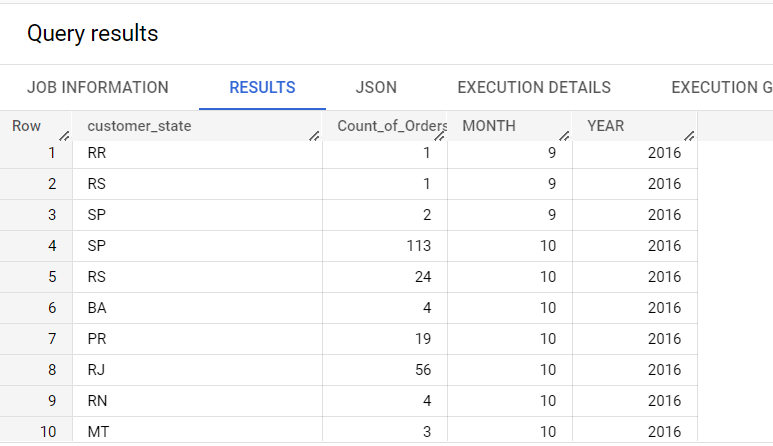 Query results
JOB INFORMATION RESULTS JSON EXECUTION DETAILS EXECUTION G
Row customer_state Count_of_Orders MONTH YEAR
1 RR 1 9 2016
2 RS 1 9 2016
3 SP 2 9 2016
4 SP 113 10 2016
5 RS 24 10 2016
6 BA 4 10 2016
7 PR 19 10 2016
8 RJ 56 10 2016
9 RN 4 10 2016
10 MT 3 10 2016